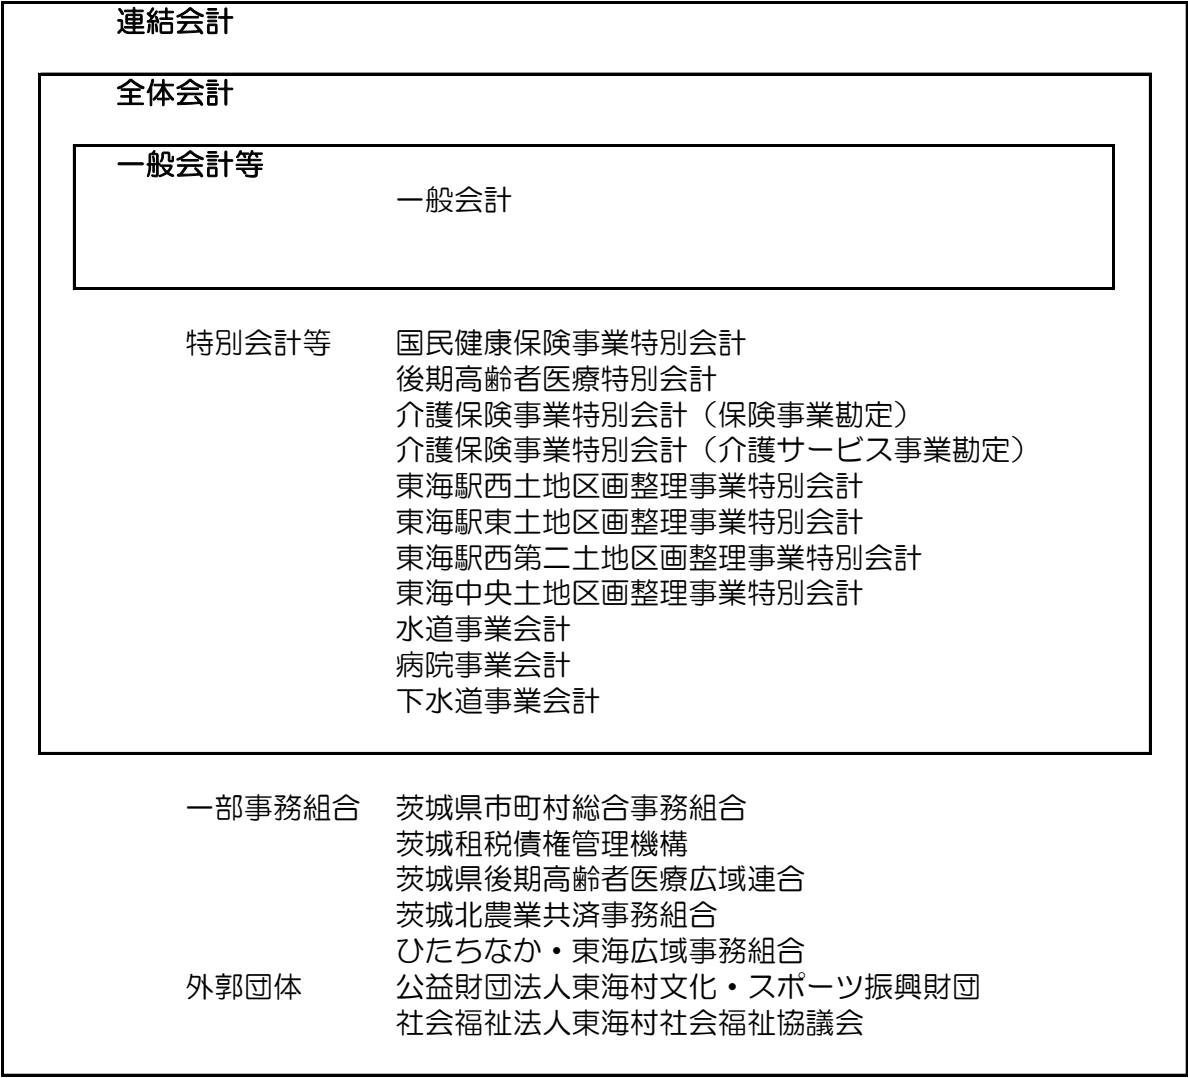 連結会計
全体会計
一般会計等
一般会計
特別会計等 国民健康保険事業特別会計
後期高齢者医療特別会計
介護保険事業特別会計（保険事業勘定）
介護保険事業特別会計（介護サービス事業勘定）
東海駅西土地区画整理事業特別会計
東海駅東土地区画整理事業特別会計
東海駅西第二土地区画整理事業特別会計
東海中央土地区画整理事業特別会計
水道事業会計
病院事業会計
下水道事業会計
一部事務組合 茨城県市町村総合事務組合
茨城租税債権管理機構
茨城県後期高齢者医療広域連合
茨城北農業共済事務組合
ひたちなか・東海広域事務組合
外郭団体 公益財団法人東海村文化・スポーツ振興財団
社会福祉法人東海村社会福祉協議会